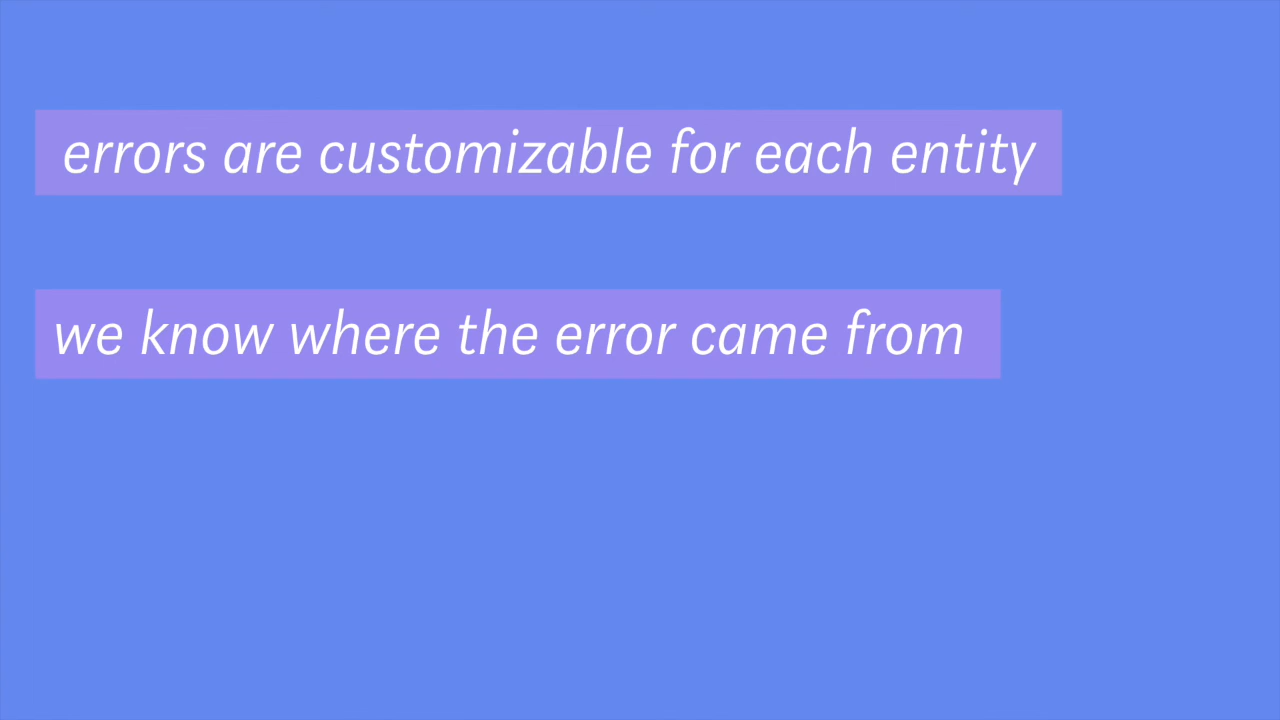 errors are customizable for each entity
we know where the error came from